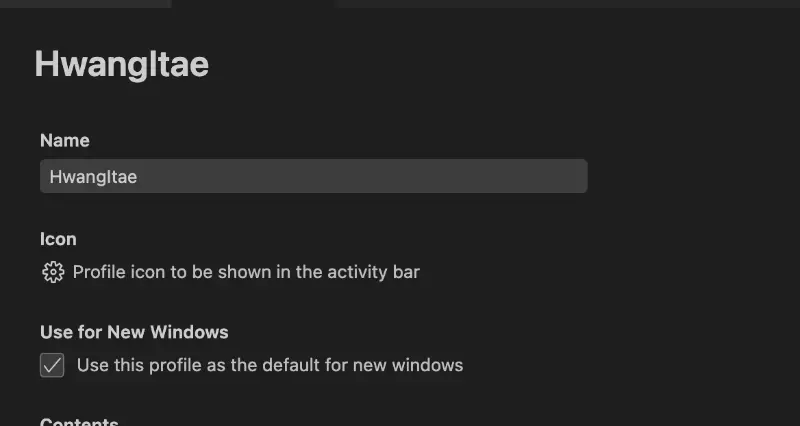 HwangItae
Name
HwangItae
Icon
Profile icon to be shown in the activity bar
Use for New Windows
Use this profile as the default for new windows
Contents